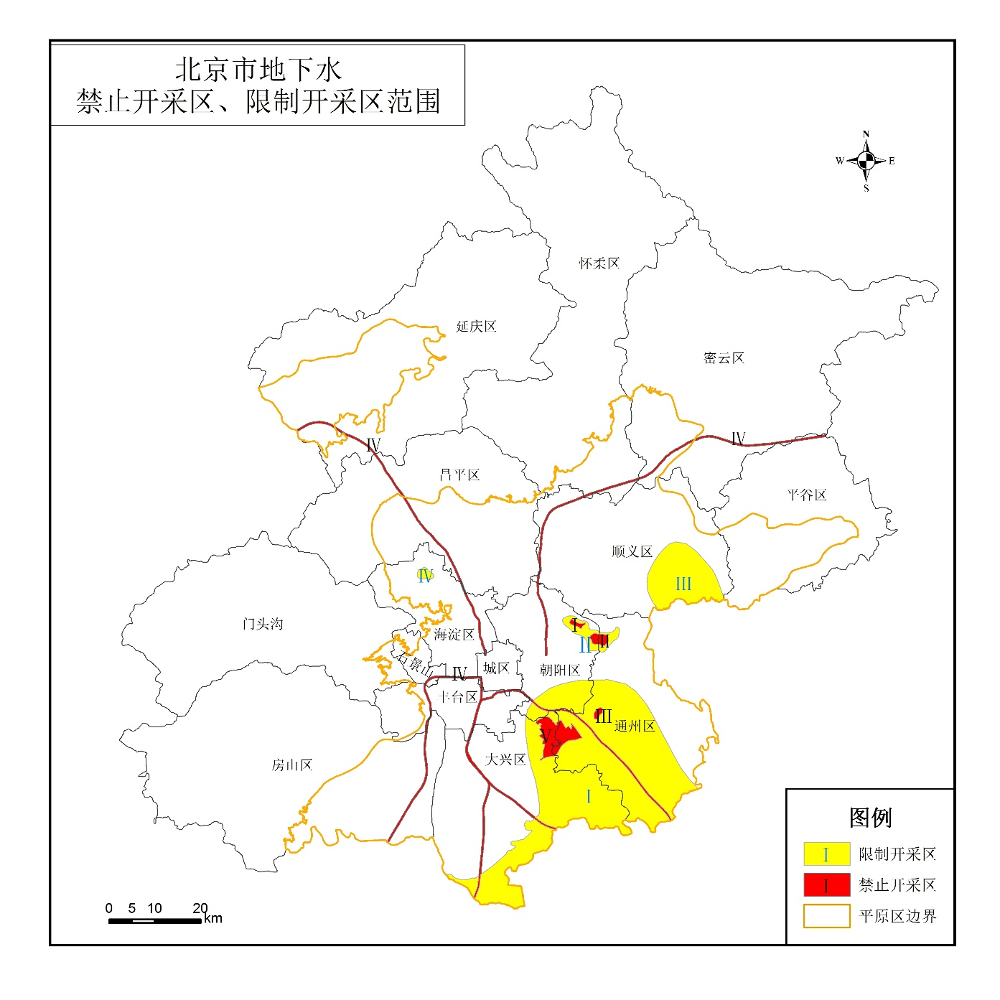 北京市地下水
禁止开采区、限制开采区范围
N
W
E
S
怀柔区
延庆区
密云区
IV
IV
昌平区
平谷区
顺义区
III
IV
I
门头沟
海淀区
II
II
石景山
IV
城区
朝阳区
丰台区
III
通州区
V
大兴区
房山区
I
图例
I
限制开采区
I
禁止开采区
平原区边界
0 5 10 20
km